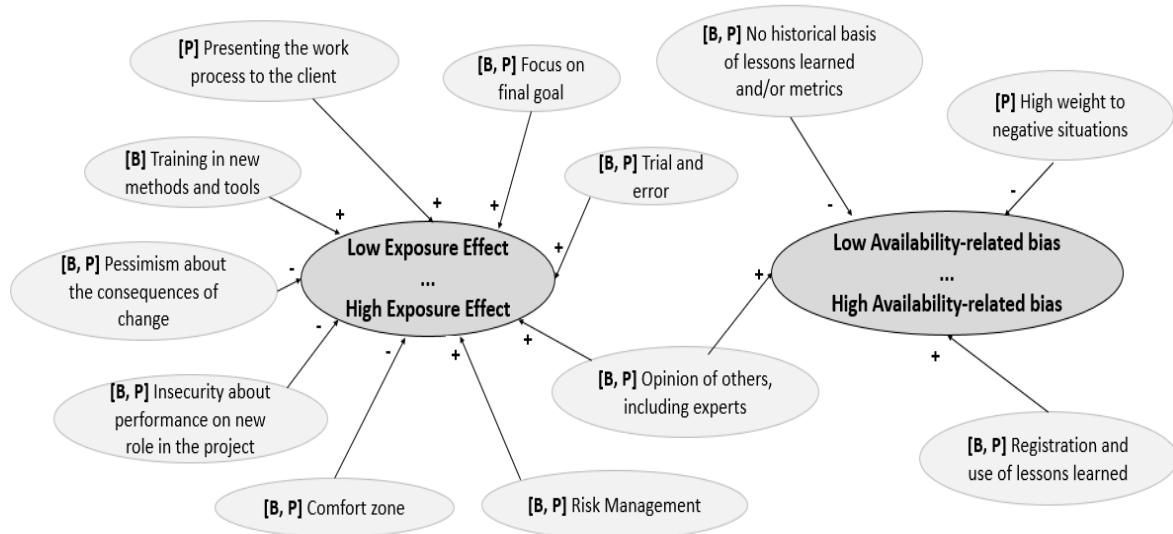 [P] Presenting the work
process to the client
[B, P] Focus on
final goal
[B, P] No historical basis
of lessons learned
and/or metrics
[P] High weight to
negative situations
[B] Training in new
methods and tools
[B, P] Trial and
error
+
+
+
+
-
-
Low Exposure Effect
...
High Exposure Effect
Low Availability-related bias
...
High Availability-related bias
[B, P] Pessimism about
the consequences of
change
-
+
-
-
+
+
+
[B, P] Insecurity about
performance on new
role in the project
[B, P] Opinion of others,
including experts
[B, P] Registration and
use of lessons learned
[B, P] Comfort zone
[B, P] Risk Management